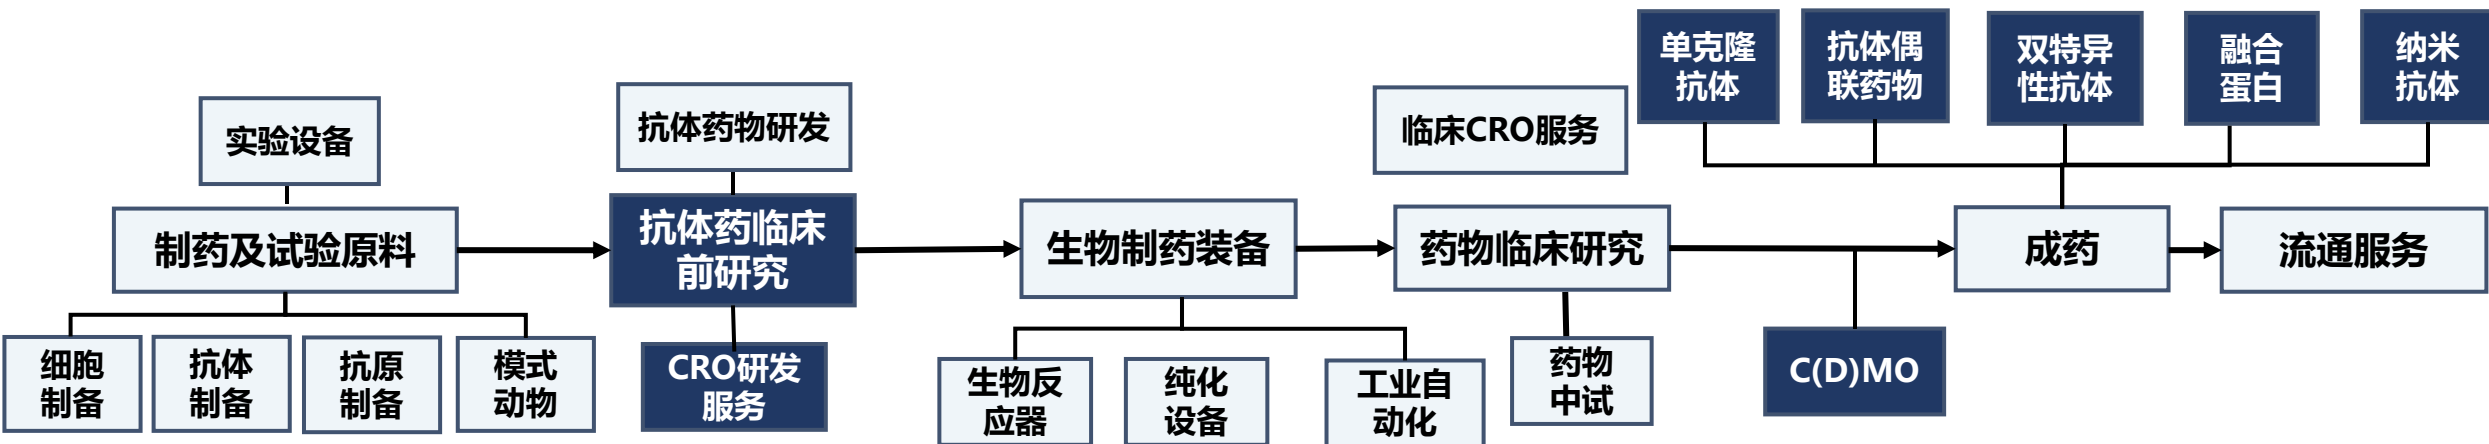 单克隆
抗体
抗体偶
联药物
双特异
性抗体
融合
蛋白
纳米
抗体
实验设备
抗体药物研发
临床CRO服务
制药及试验原料
抗体药临床
前研究
生物制药装备
药物临床研究
成药
流通服务
细胞
制备
抗体
制备
抗原
制备
模式
动物
CRO研发
服务
生物反
应器
纯化
设备
工业自
动化
药物
中试
C(D)MO